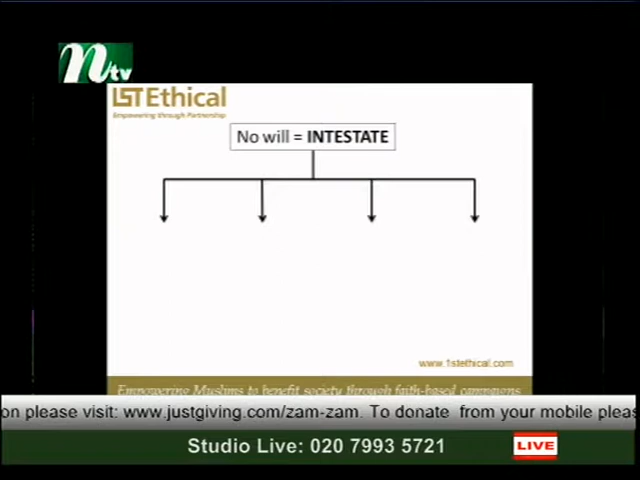 ntv
1ST Ethical
Empowering through Partnership
No will = INTESTATE
www.1stethical.com
Empowering Muslims to benefit society through faith-based campaigns
on please visit: www.justgiving.com/zam-zam. To donate from your mobile pleas
Studio Live: 020 7993 5721
LIVE